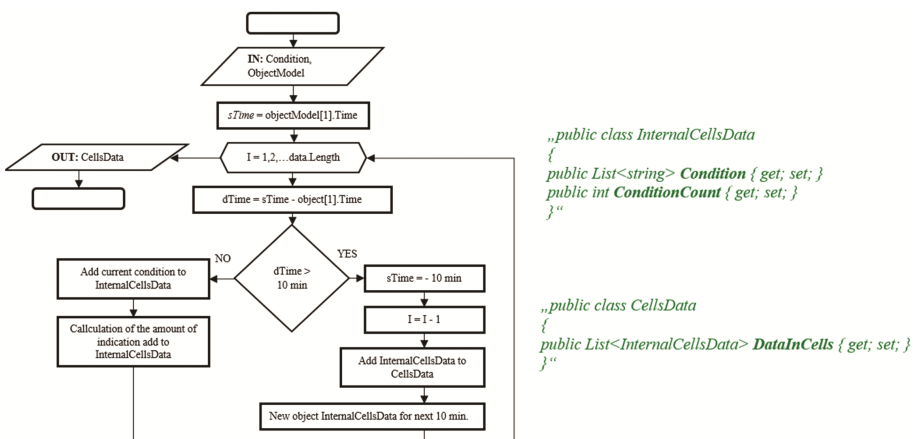 IN: Condition,
ObjectModel
sTime = objectModel[1].Time
OUT: CellsData
I = 1,2,…data.Length
dTime = sTime - object[1].Time
NO
YES
dTime >
10 min
Add current condition to
InternalCellsData
Callculation of the amount of
indication add to
InternalCellsData
sTime = - 10 min
I = I - 1
Add InternalCellsData to
CellsData
New object InternalCellsData for next 10 min.
„public class InternalCellsData
{
public List<string> Condition { get; set; }
public int ConditionCount { get; set; }
}“
„public class CellsData
{
public List<InternalCellsData> DataInCells { get; set; }
}“